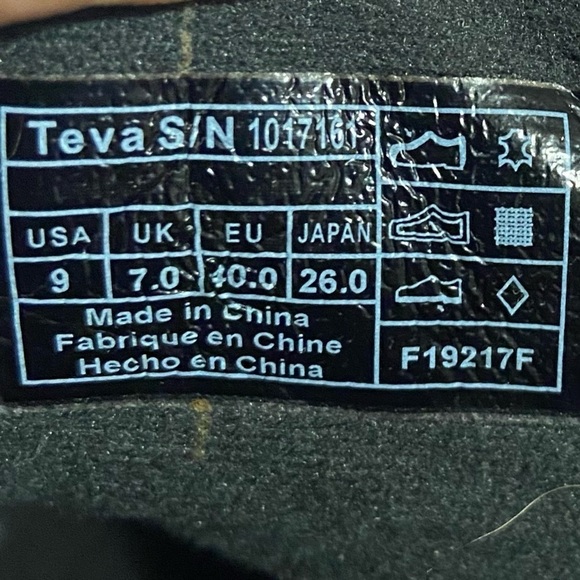 Teva S/N 1017161
USA UK EU JAPAN
9 7.0 40.0 26.0
Made in China
Fabrique en Chine
Hecho en China
F19217F